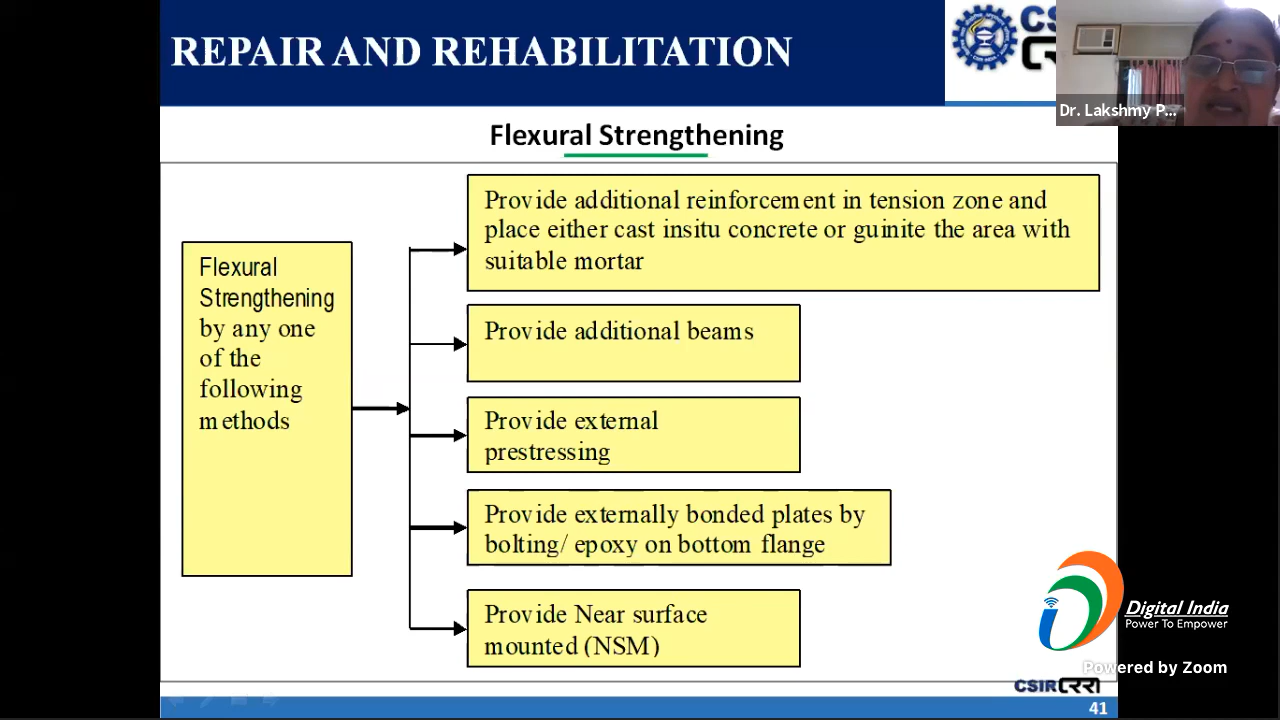 REPAIR AND REHABILITATION
CS
Dr. Lakshmy P...
Flexural Strengthening
Flexural
Strengthening
by any one
of the
following
methods
Provide additional reinforcement in tension zone and
place either cast insitu concrete or guinite the area with
suitable mortar
Provide additional beams
Provide external
prestressing
Provide externally bonded plates by
bolting/ epoxy on bottom flange
Provide Near surface
mounted (NSM)
Digital India
Power To Empower
Powered by Zoom
CSIR
41